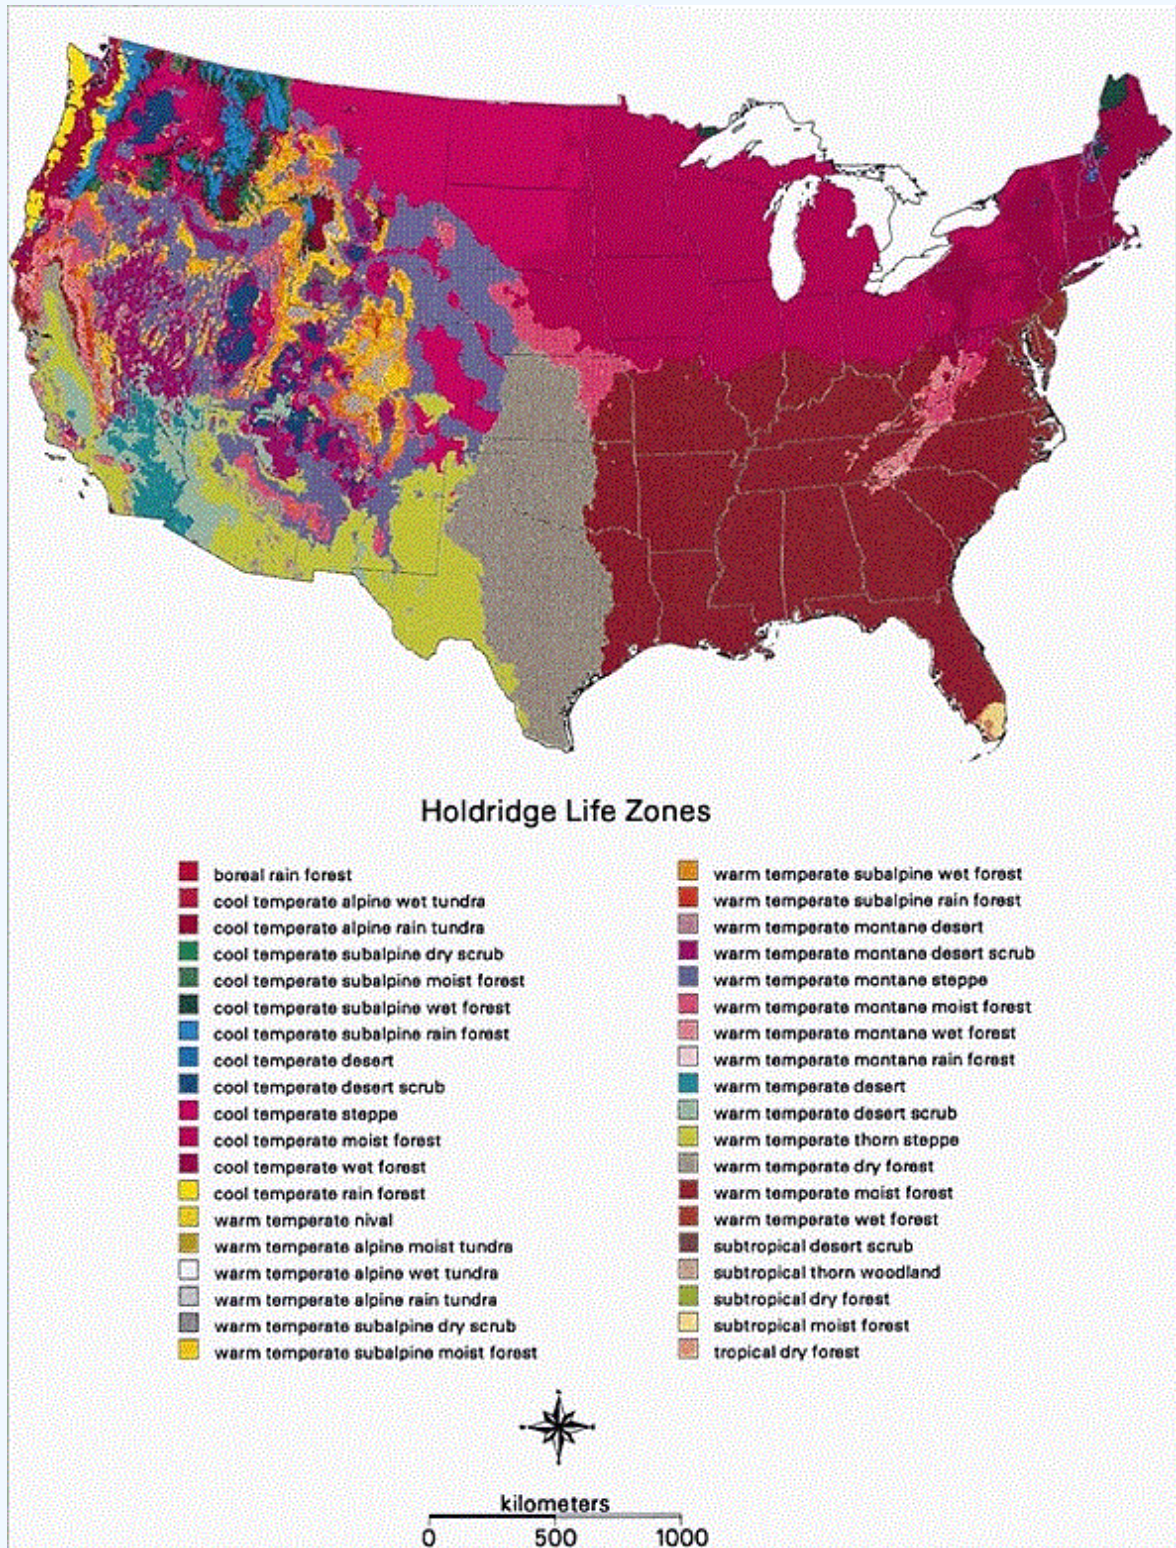 Holdridge Life Zones
boreal rain forest
cool temperate alpine wet tundra
cool temperate alpine rain tundra
cool temperate subalpine dry scrub
cool temperate subalpine moist forest
cool temperate subalpine wet forest
cool temperate subalpine rain forest
cool temperate desert
cool temperate desert scrub
cool temperate steppe
cool temperate moist forest
cool temperate wet forest
cool temperate rain forest
warm temperate nival
warm temperate alpine moist tundra
warm temperate alpine wet tundra
warm temperate alpine rain tundra
warm temperate subalpine dry scrub
warm temperate subalpine moist forest
warm temperate subalpine wet forest
warm temperate subalpine rain forest
warm temperate montane desert
warm temperate montane desert scrub
warm temperate montane steppe
warm temperate montane moist forest
warm temperate montane wet forest
warm temperate montane rain forest
warm temperate desert
warm temperate desert scrub
warm temperate thorn steppe
warm temperate dry forest
warm temperate moist forest
warm temperate wet forest
subtropical desert scrub
subtropical thorn woodland
subtropical dry forest
subtropical moist forest
tropical dry forest
kilometers
0 500 1000